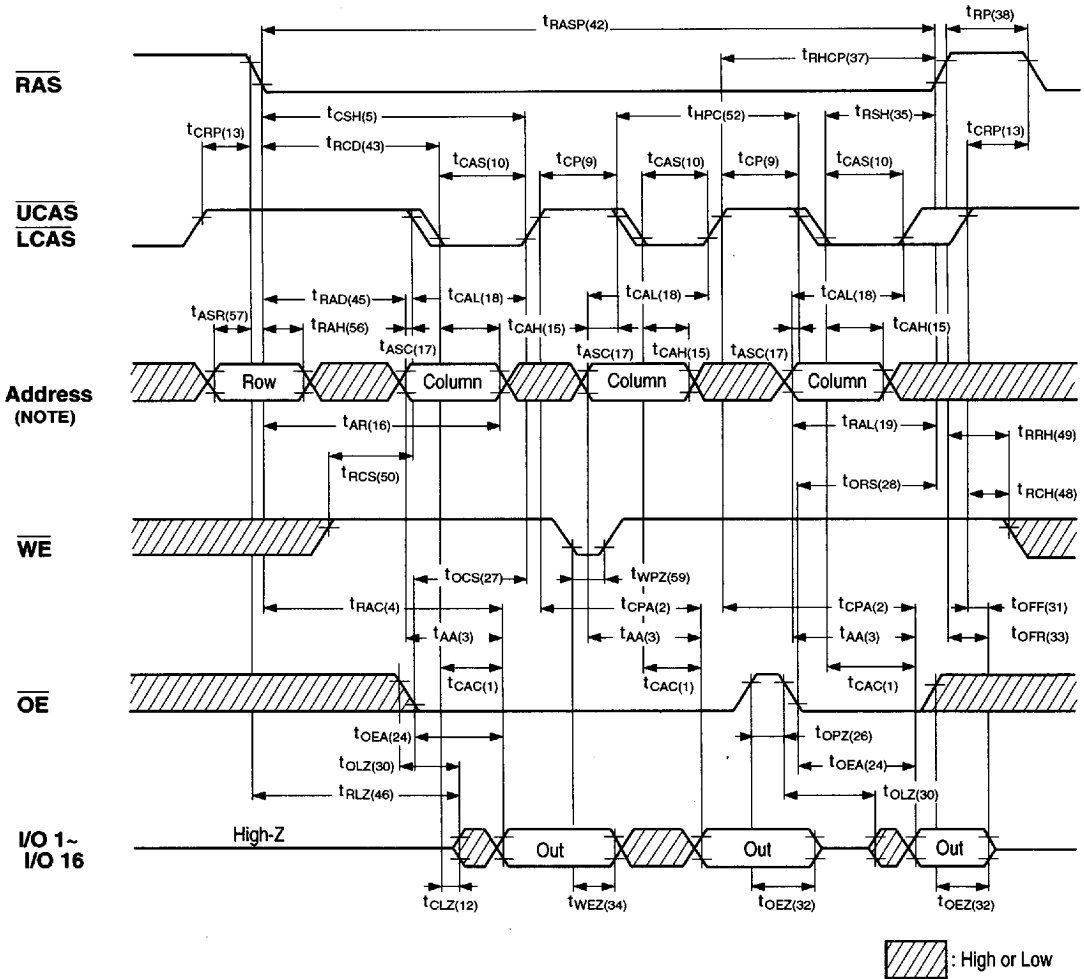 tRASP(42) tRP(38)
tRHCP(37)
RAS
tCSH(5) tHPC(52) tRSH(35)
tCRP(13) tRCD(43) tCRP(13)
tCAS(10) tCP(9) tCAS(10) tCP(9) tCAS(10)
UCAS
LCAS
tRAD(45) tCAL(18) tCAL(18) tCAL(18)
tASR(57) tRAH(56) tCAH(15) tCAH(15)
tASC(17) tASC(17) tCAH(15) tASC(17)
Address Row Column Column Column
(NOTE)
tAR(16) tRAL(19) tRRH(49)
tRCS(50) tORS(28) tRCH(48)
WE
tOCS(27) tWPZ(59)
tRAC(4) tCPA(2) tCPA(2) tOFF(31)
tAA(3) tAA(3) tAA(3) tOFR(33)
tCAC(1) tCAC(1) tCAC(1)
OE
tOEA(24) tOPZ(26)
tOLZ(30) tOEA(24)
tRLZ(46) tOLZ(30)
I/O 1~ High-Z
I/O 16 Out Out Out
tCLZ(12) tWEZ(34) tOEZ(32) tOEZ(32)
: High or Low